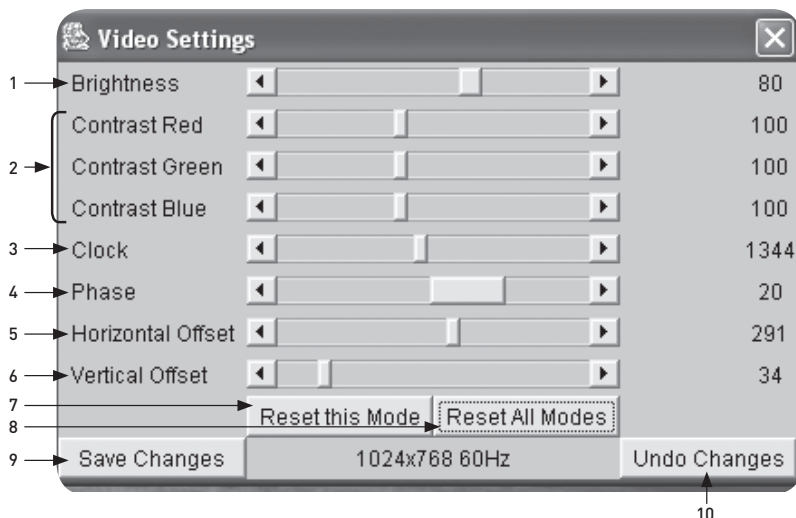 Video Settings
1 Brightness 80
Contrast Red 100
2 Contrast Green 100
Contrast Blue 100
3 Clock 1344
4 Phase 20
5 Horizontal Offset 291
6 Vertical Offset 34
7 Reset this Mode Reset All Modes
8
9 Save Changes 1024x768 60Hz Undo Changes
10